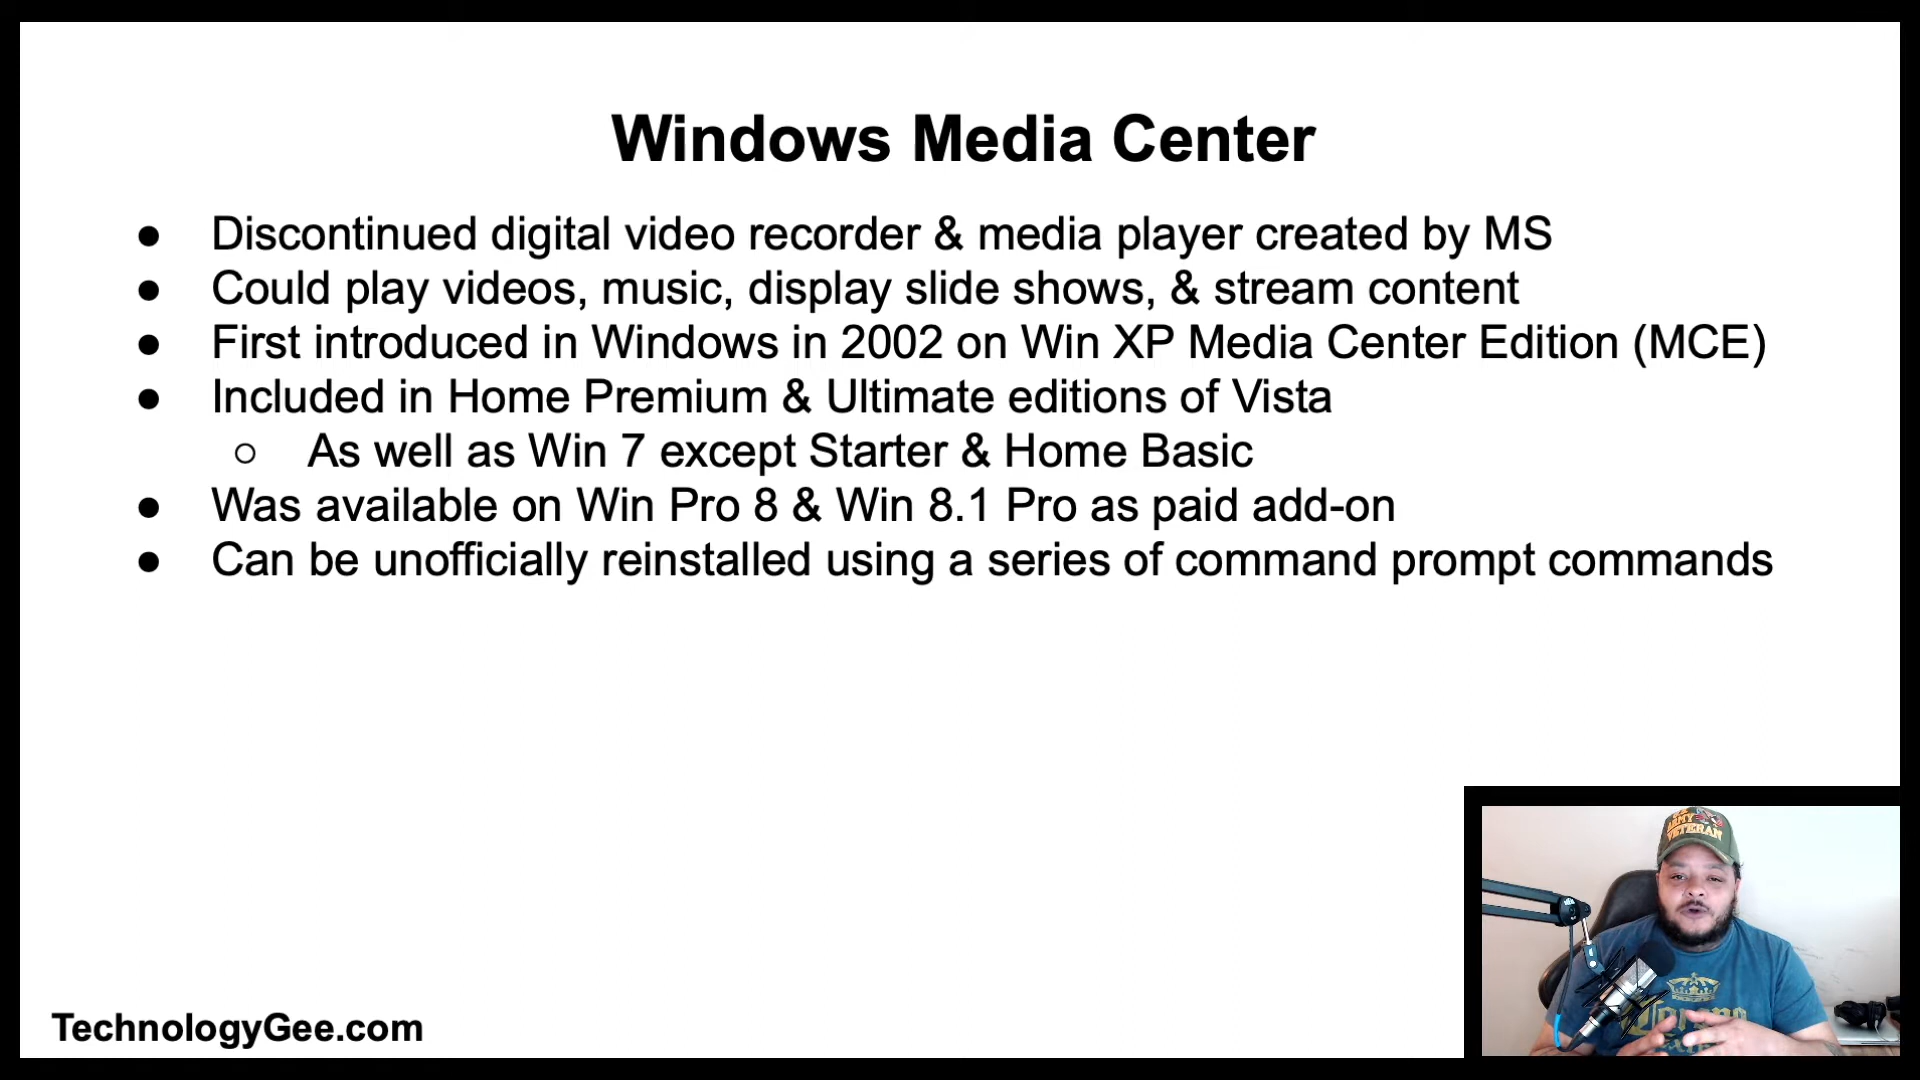 Windows Media Center
● Discontinued digital video recorder & media player created by MS
● Could play videos, music, display slide shows, & stream content
● First introduced in Windows in 2002 on Win XP Media Center Edition (MCE)
● Included in Home Premium & Ultimate editions of Vista
○ As well as Win 7 except Starter & Home Basic
● Was available on Win Pro 8 & Win 8.1 Pro as paid add-on
● Can be unofficially reinstalled using a series of command prompt commands
ARMY
VETERAN
Corona
TechnologyGee.com